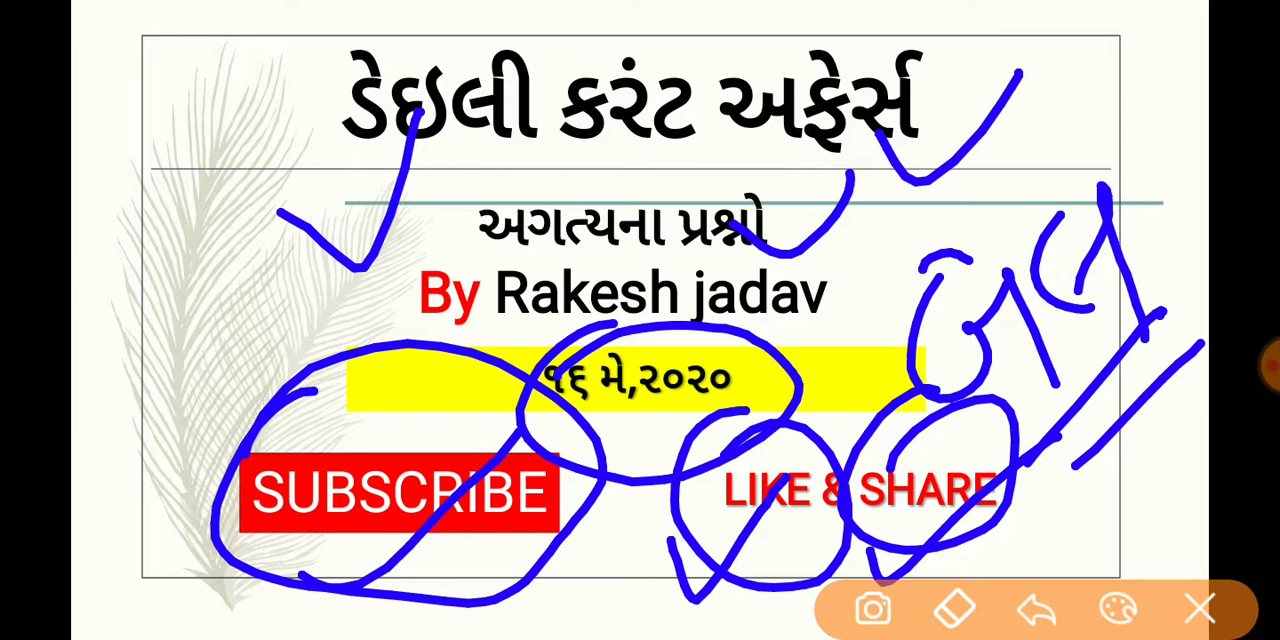 ડેઇલી કરંટ અફેર્સ
અગત્યના પ્રશ્નો
By Rakesh jadav
૧૬ મે,૨૦૨૦
SUBSCRIBE
LIKE & SHARE